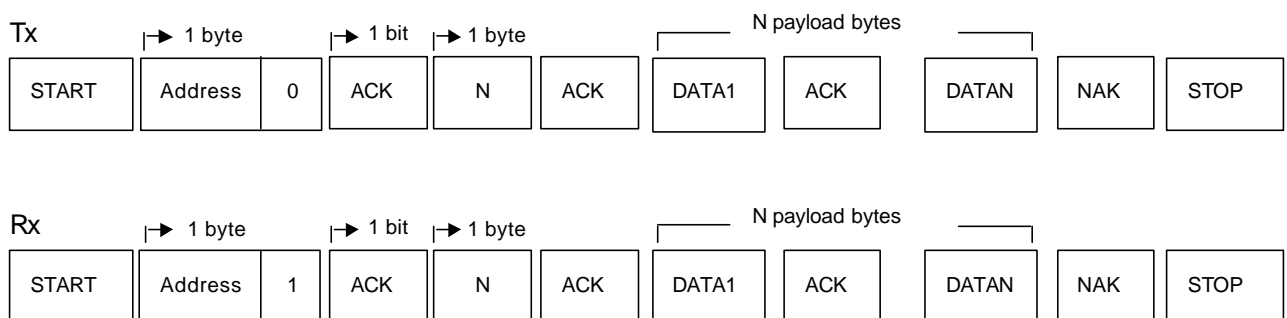 Tx
1 byte 1 bit 1 byte N payload bytes
START Address 0 ACK N ACK DATA1 ACK DATAN NAK STOP
Rx
1 byte 1 bit 1 byte N payload bytes
START Address 1 ACK N ACK DATA1 ACK DATAN NAK STOP